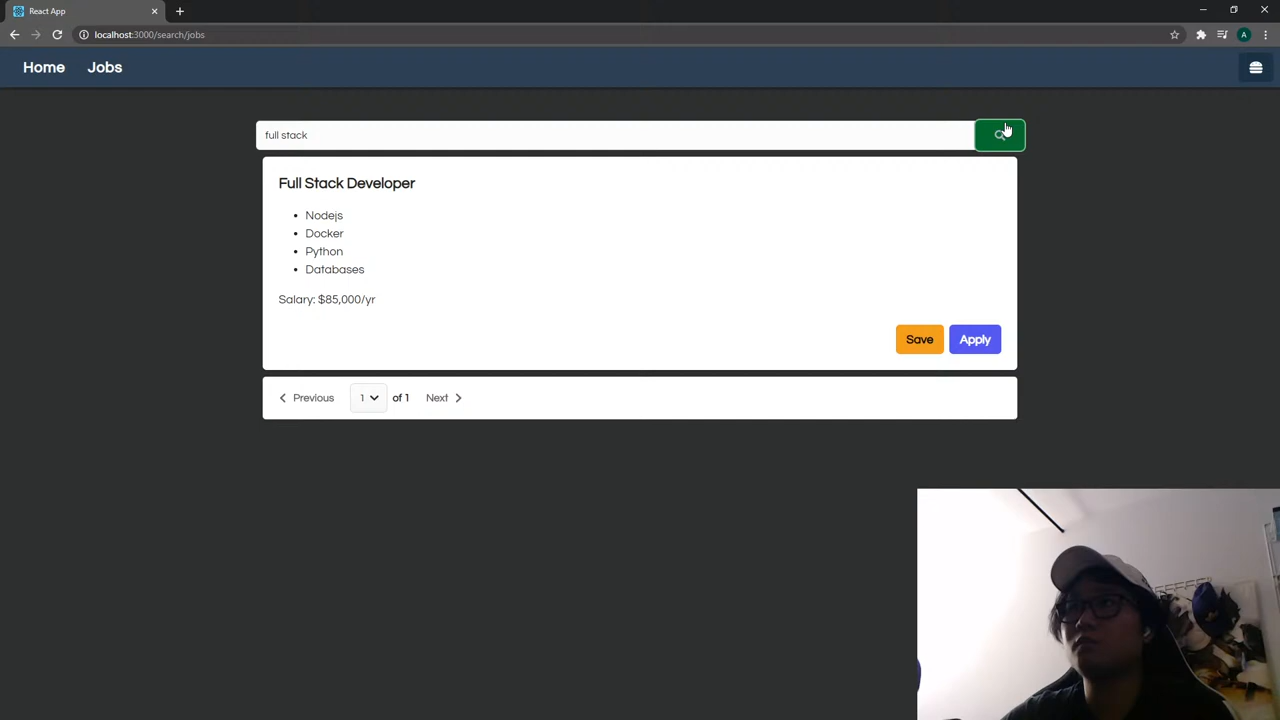 React App
localhost:3000/search/jobs
A
Home Jobs
full stack
Full Stack Developer
• Nodejs
• Docker
• Python
• Databases
Salary: $85,000/yr
Save Apply
Previous 1 of 1 Next